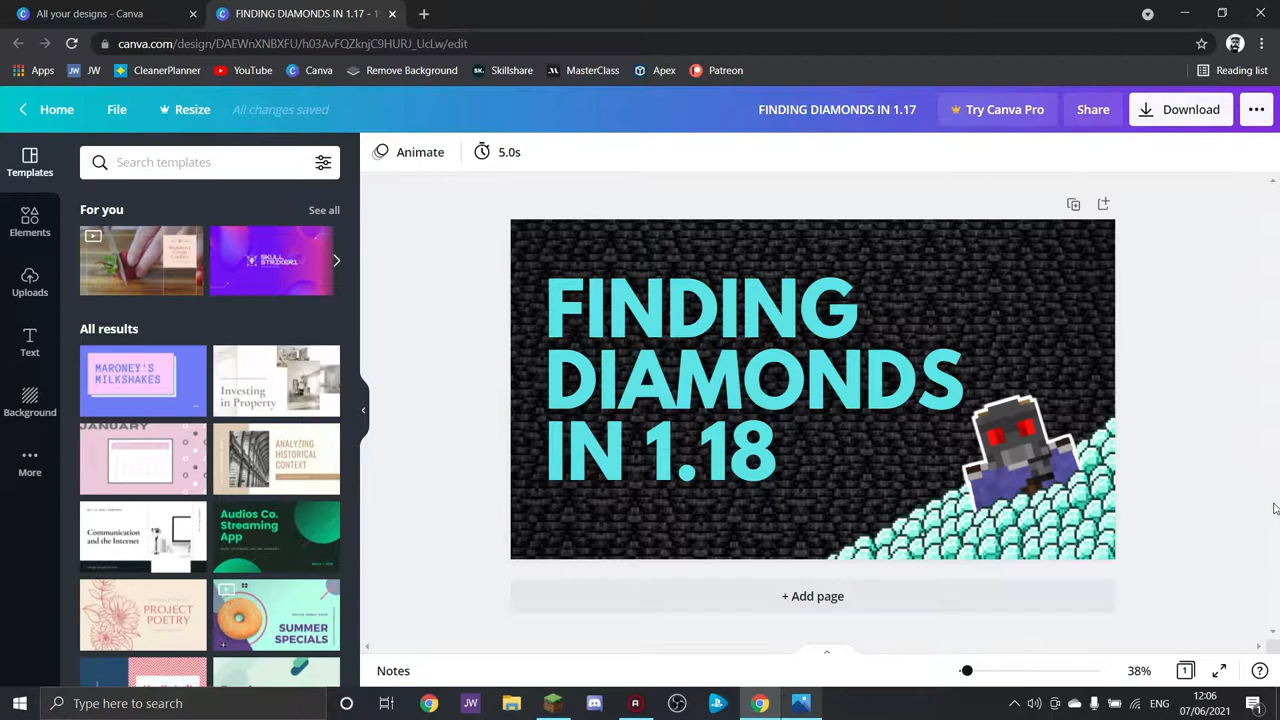 All your designs - Canva
FINDING DIAMONDS IN 1.17 - 1
canva.com/design/DAEWnXNBXFU/h03AvFQZknjC9HURJ_UcLw/edit
Apps JW CleanerPlanner YouTube Canva Remove Background SkillShare MasterClass Apex Patreon Reading list
Home File Resize All changes saved FINDING DIAMONDS IN 1.17 Try Canva Pro Share Download
Templates
Search templates
Animate 5.0s
Elements
Uploads
Text
Background
More
For you See all
SKULL
STRIKER1
All results
MARONEY'S
MILKSHAKES
Investing
in Property
JANUARY
ANALYZING
HISTORICAL
CONTEXT
Communication
and the Internet
Audios Co.
Streaming
App
PROJECT
POETRY
SUMMER
SPECIALS
FINDING
DIAMONDS
IN 1.18
+ Add page
Notes 38% 1
Type here to search
JW
ENG
12:06
07/06/2021